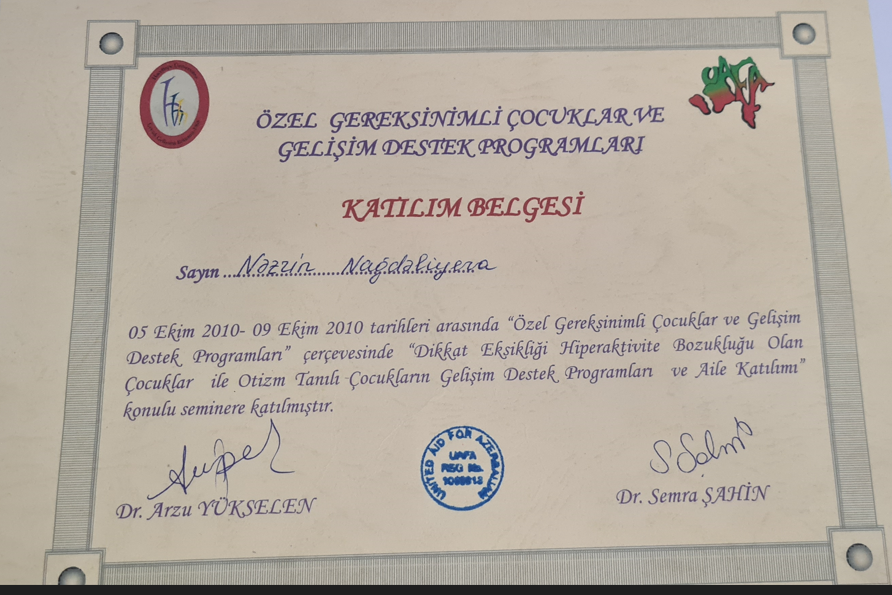 ÖZEL GEREKSİNİMLİ ÇOCUKLAR VE
GELİŞİM DESTEK PROGRAMLARI
KATILIM BELGESİ
Sayın Nəzrin Nağdəliyeva
05 Ekim 2010- 09 Ekim 2010 tarihleri arasında “Özel Gereksinimli Çocuklar ve Gelişim
Destek Programları” çerçevesinde “Dikkat Eksikliği Hiperaktivite Bozukluğu Olan
Çocuklar ile Otizm Tanılı Çocukların Gelişim Destek Programları ve Aile Katılımı”
konulu seminere katılmıştır.
UNITED AID FOR AZERBAIJAN
UAFA
REG No.
Dr. Arzu YÜKSELEN
Dr. Semra ŞAHİN
UAFA